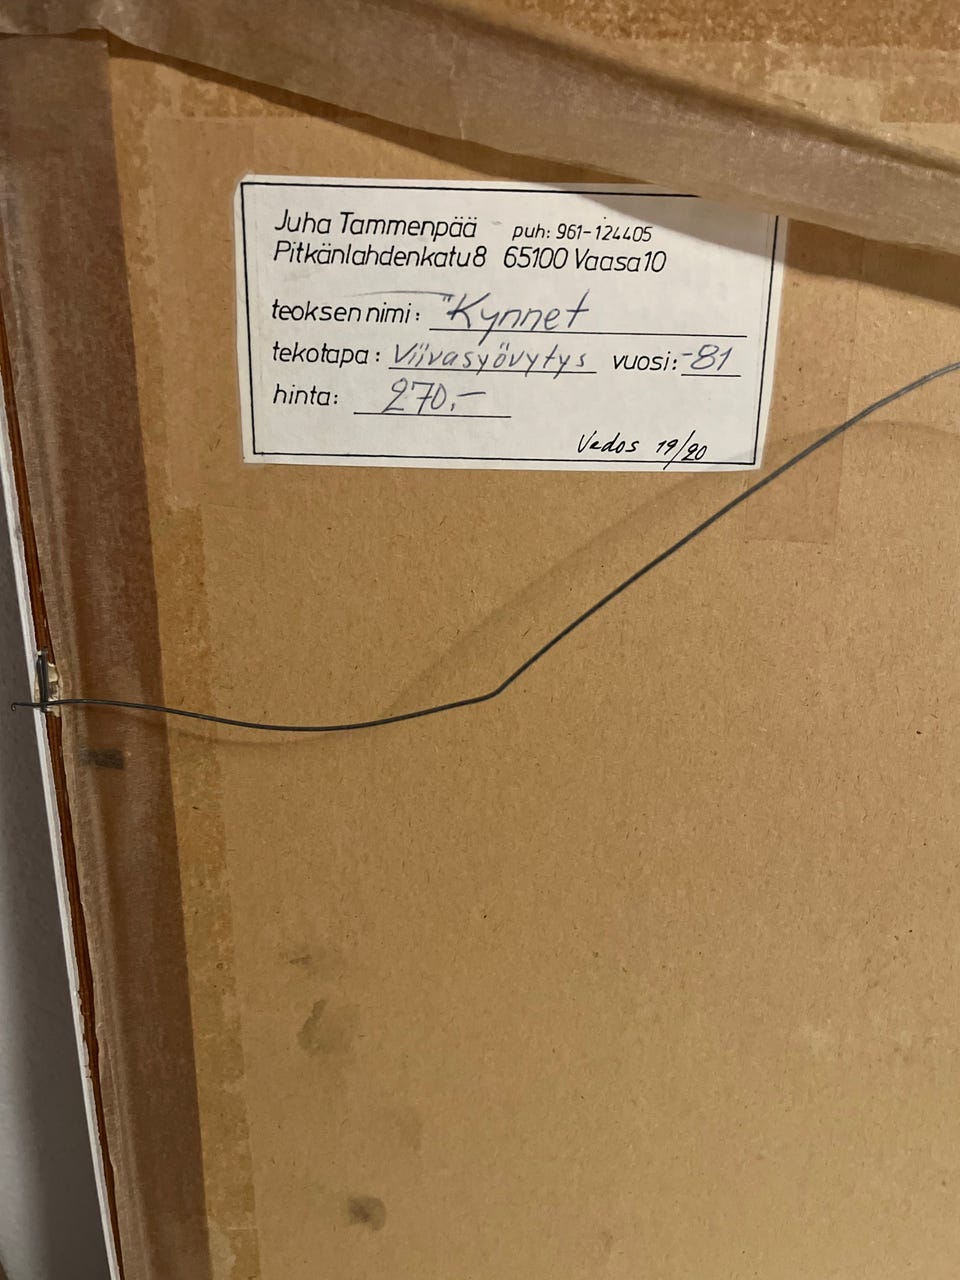 Juha Tammenpää puh: 961-124405
Pitkänlahdenkatu 8 65100 Vaasa 10
teoksen nimi: "Kynnet
tekotapa: Viivasyövytys vuosi: -81
hinta: 270.-
Vedos 19/20